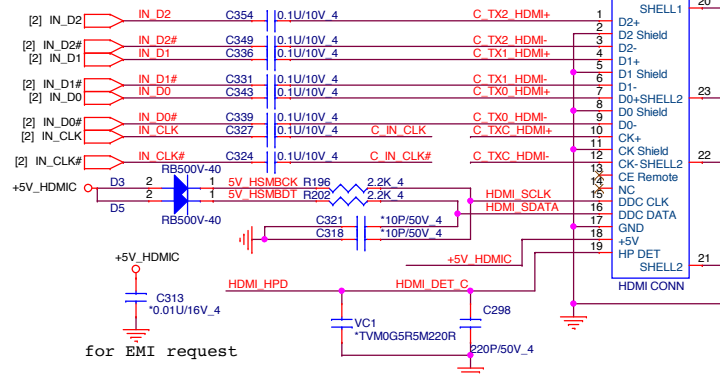 SHELL1 20
[2] IN_D2 IN_D2 C354 0.1U/10V_4 C_TX2_HDMI+ 1 D2+
2 D2 Shield
[2] IN_D2# IN_D2# C349 0.1U/10V_4 C_TX2_HDMI- 3 D2-
[2] IN_D1 IN_D1 C336 0.1U/10V_4 C_TX1_HDMI+ 4 D1+
5 D1 Shield
[2] IN_D1# IN_D1# C331 0.1U/10V_4 C_TX1_HDMI- 6 D1-
[2] IN_D0 IN_D0 C343 0.1U/10V_4 C_TX0_HDMI+ 7 D0+ SHELL2 23
8 D0 Shield
[2] IN_D0# IN_D0# C339 0.1U/10V_4 C_TX0_HDMI- 9 D0-
[2] IN_CLK IN_CLK C327 0.1U/10V_4 C_IN_CLK C_TXC_HDMI+ 10 CK+
11 CK Shield
[2] IN_CLK# IN_CLK# C324 0.1U/10V_4 C_IN_CLK# C_TXC_HDMI- 12 CK- SHELL2 22
RB500V-40 13 CE Remote
+5V_HDMIC D3 2 1 5V_HSMBCK R196 2.2K_4 14 NC
D5 2 1 5V_HSMBDT R202 2.2K_4 HDMI_SCLK 15 DDC CLK
RB500V-40 HDMI_SDATA 16 DDC DATA
C321 *10P/50V_4 17 GND
C318 *10P/50V_4 18 +5V
+5V_HDMIC +5V_HDMIC 19 HP DET
SHELL2 21
HDMI_HPD HDMI_DET_C HDMI CONN
C313
*0.01U/16V_4 C298
VC1
*TVM0G5R5M220R
for EMI request 220P/50V_4